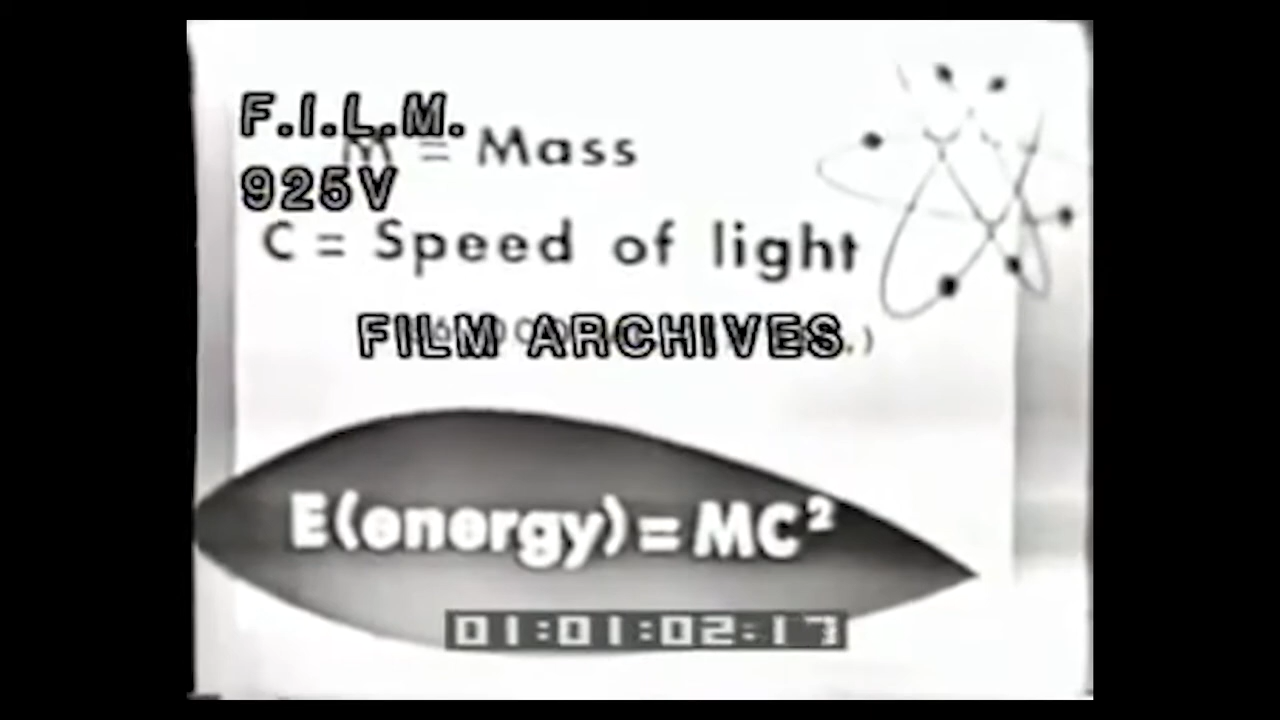 F.I.L.M.
M = Mass
925V
C = Speed of light
FILM ARCHIVES
E(energy) = MC²
01:01:02:17